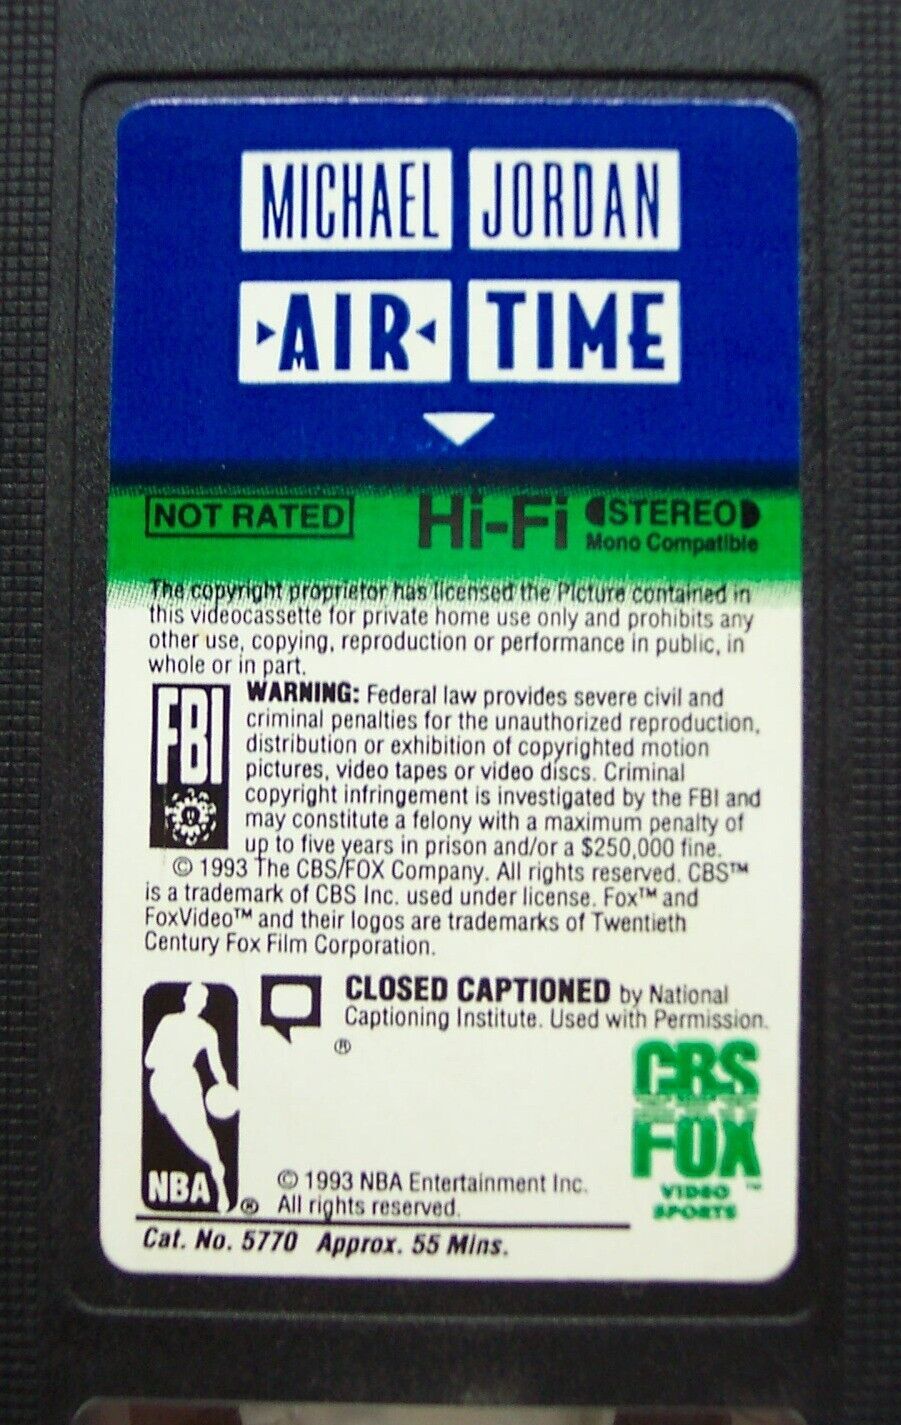 MICHAEL JORDAN
AIR TIME
NOT RATED Hi-Fi STEREO
Mono Compatible
The copyright proprietor has licensed the Picture contained in
this videocassette for private home use only and prohibits any
other use, copying, reproduction or performance in public, in
whole or in part.
FBI
WARNING: Federal law provides severe civil and
criminal penalties for the unauthorized reproduction,
distribution or exhibition of copyrighted motion
pictures, video tapes or video discs. Criminal
copyright infringement is investigated by the FBI and
may constitute a felony with a maximum penalty of
up to five years in prison and/or a $250,000 fine.
© 1993 The CBS/FOX Company. All rights reserved. CBS™
is a trademark of CBS Inc. used under license. Fox™ and
FoxVideo™ and their logos are trademarks of Twentieth
Century Fox Film Corporation.
CLOSED CAPTIONED by National
Captioning Institute. Used with Permission.
®
CBS
FOX
VIDEO ™
SPORTS
NBA ®
© 1993 NBA Entertainment Inc.
All rights reserved.
Cat. No. 5770 Approx. 55 Mins.